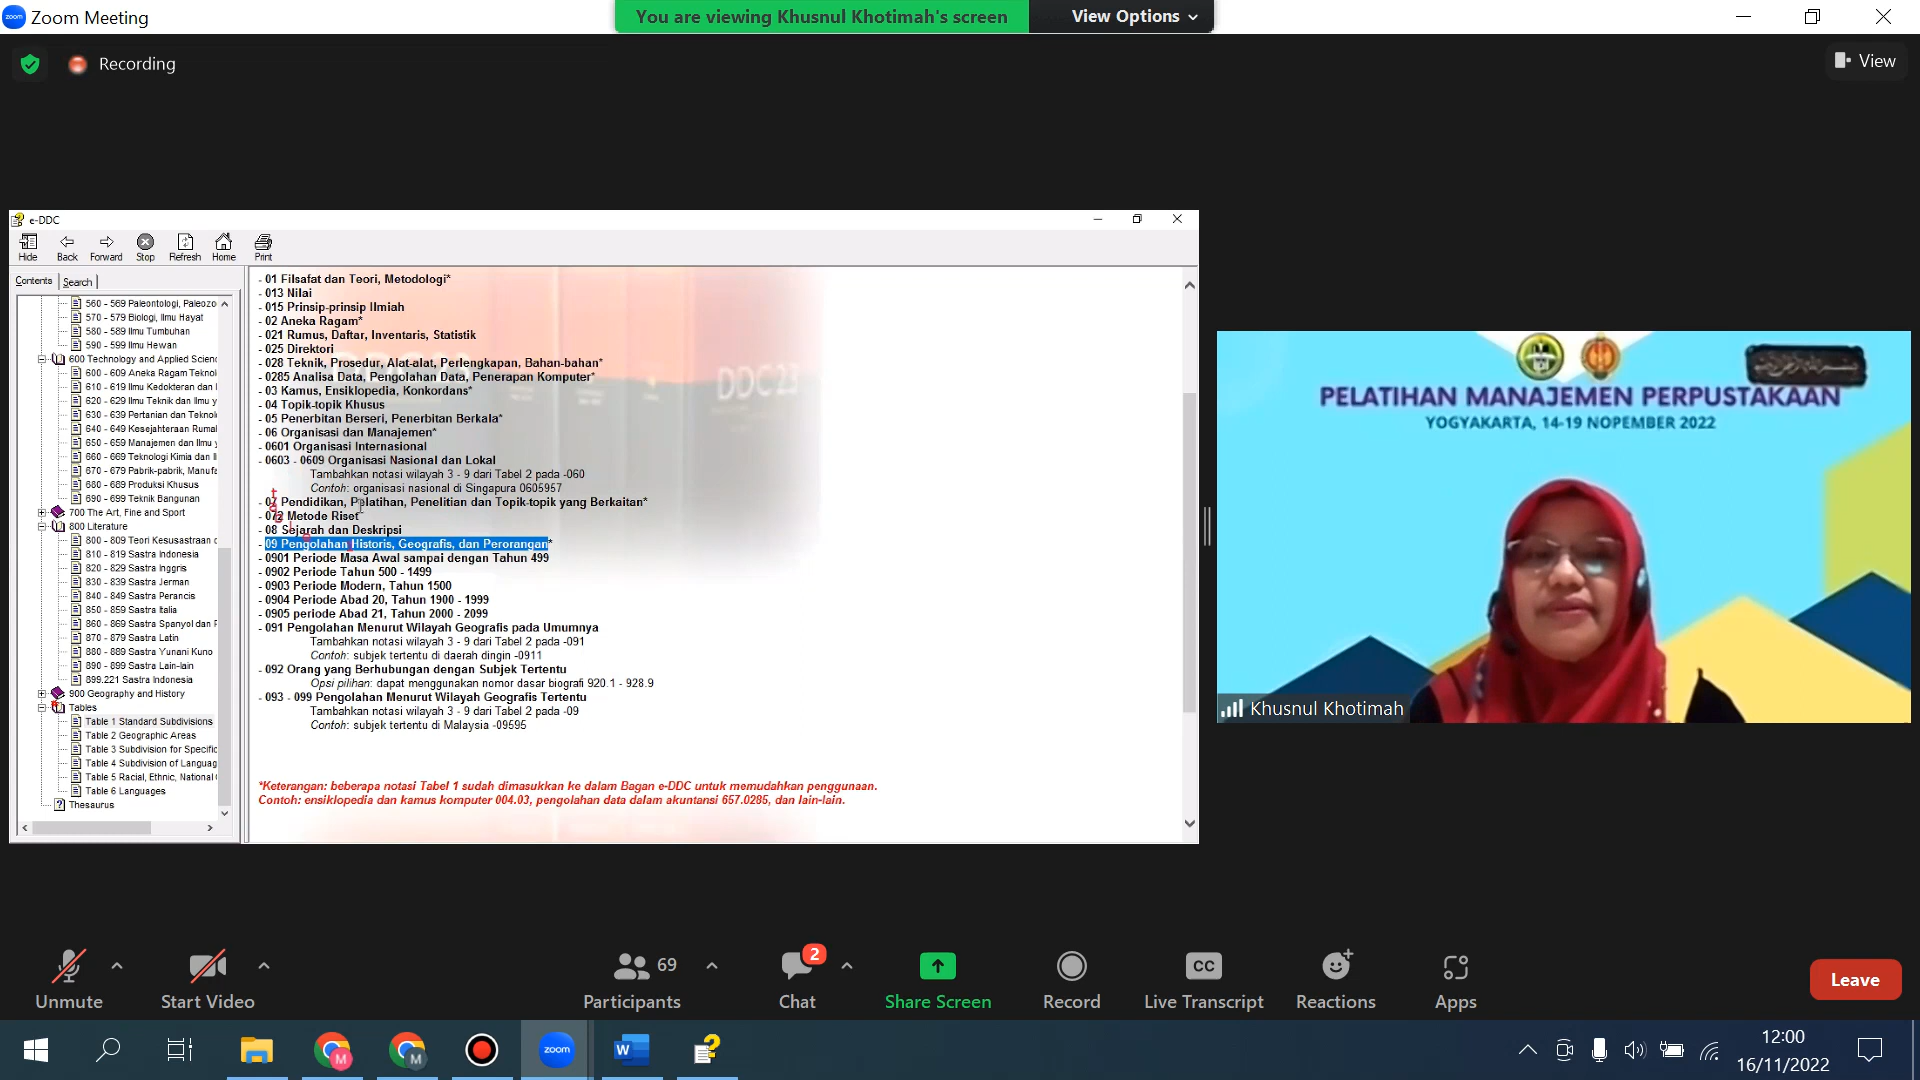 Zoom Meeting
You are viewing Khusnul Khotimah's screen
View Options
Recording
View
e-DDC
Hide
Back
Forward
Stop
Refresh
Home
Print
Contents
Search
560 - 569 Paleontologi, Paleozo
570 - 579 Biologi, Ilmu Hayat
580 - 589 Ilmu Tumbuhan
590 - 599 Ilmu Hewan
600 Technology and Applied Scienc
600 - 609 Aneka Ragam Teknol
610 - 619 Ilmu Kedokteran dan I
620 - 629 Ilmu Teknik dan Ilmu y
630 - 639 Pertanian dan Teknol
640 - 649 Kesejahteraan Rumal
650 - 659 Manajemen dan Ilmu y
660 - 669 Teknologi Kimia dan I
670 - 679 Pabrik-pabrik, Manufa
680 - 689 Produksi Khusus
690 - 699 Teknik Bangunan
700 The Art, Fine and Sport
800 Literature
800 - 809 Teori Kesusastraan d
810 - 819 Sastra Indonesia
820 - 829 Sastra Inggris
830 - 839 Sastra Jerman
840 - 849 Sastra Perancis
850 - 859 Sastra Italia
860 - 869 Sastra Spanyol dan F
870 - 879 Sastra Latin
880 - 889 Sastra Yunani Kuno
890 - 899 Sastra Lain-lain
899.221 Sastra Indonesia
900 Geography and History
Tables
Table 1 Standard Subdivisions
Table 2 Geographic Areas
Table 3 Subdivision for Specific
Table 4 Subdivision of Languag
Table 5 Racial, Ethnic, National
Table 6 Languages
Thesaurus
- 01 Filsafat dan Teori, Metodologi*
- 013 Nilai
- 015 Prinsip-prinsip Ilmiah
- 02 Aneka Ragam*
- 021 Rumus, Daftar, Inventaris, Statistik
- 025 Direktori
- 028 Teknik, Prosedur, Alat-alat, Perlengkapan, Bahan-bahan*
- 0285 Analisa Data, Pengolahan Data, Penerapan Komputer*
- 03 Kamus, Ensiklopedia, Konkordans*
- 04 Topik-topik Khusus
- 05 Penerbitan Berseri, Penerbitan Berkala*
- 06 Organisasi dan Manajemen*
- 0601 Organisasi Internasional
- 0603 - 0609 Organisasi Nasional dan Lokal
Tambahkan notasi wilayah 3 - 9 dari Tabel 2 pada -060
Contoh: organisasi nasional di Singapura 0605957
- 07 Pendidikan, Pelatihan, Penelitian dan Topik-topik yang Berkaitan*
- 072 Metode Riset*
- 08 Sejarah dan Deskripsi
- 09 Pengolahan Historis, Geografis, dan Perorangan*
- 0901 Periode Masa Awal sampai dengan Tahun 499
- 0902 Periode Tahun 500 - 1499
- 0903 Periode Modern, Tahun 1500
- 0904 Periode Abad 20, Tahun 1900 - 1999
- 0905 periode Abad 21, Tahun 2000 - 2099
- 091 Pengolahan Menurut Wilayah Geografis pada Umumnya
Tambahkan notasi wilayah 3 - 9 dari Tabel 2 pada -091
Contoh: subjek tertentu di daerah dingin -0911
- 092 Orang yang Berhubungan dengan Subjek Tertentu
Opsi pilihan: dapat menggunakan nomor dasar biografi 920.1 - 928.9
- 093 - 099 Pengolahan Menurut Wilayah Geografis Tertentu
Tambahkan notasi wilayah 3 - 9 dari Tabel 2 pada -09
Contoh: subjek tertentu di Malaysia -09595
*Keterangan: beberapa notasi Tabel 1 sudah dimasukkan ke dalam Bagan e-DDC untuk memudahkan penggunaan.
Contoh: ensiklopedia dan kamus komputer 004.03, pengolahan data dalam akuntansi 657.0285, dan lain-lain.
DDC23
PELATIHAN MANAJEMEN PERPUSTAKAAN
YOGYAKARTA, 14-19 NOPEMBER 2022
Khusnul Khotimah
Unmute
Start Video
69
Participants
2
Chat
Share Screen
Record
CC
Live Transcript
Reactions
Apps
Leave
zoom
12:00
16/11/2022